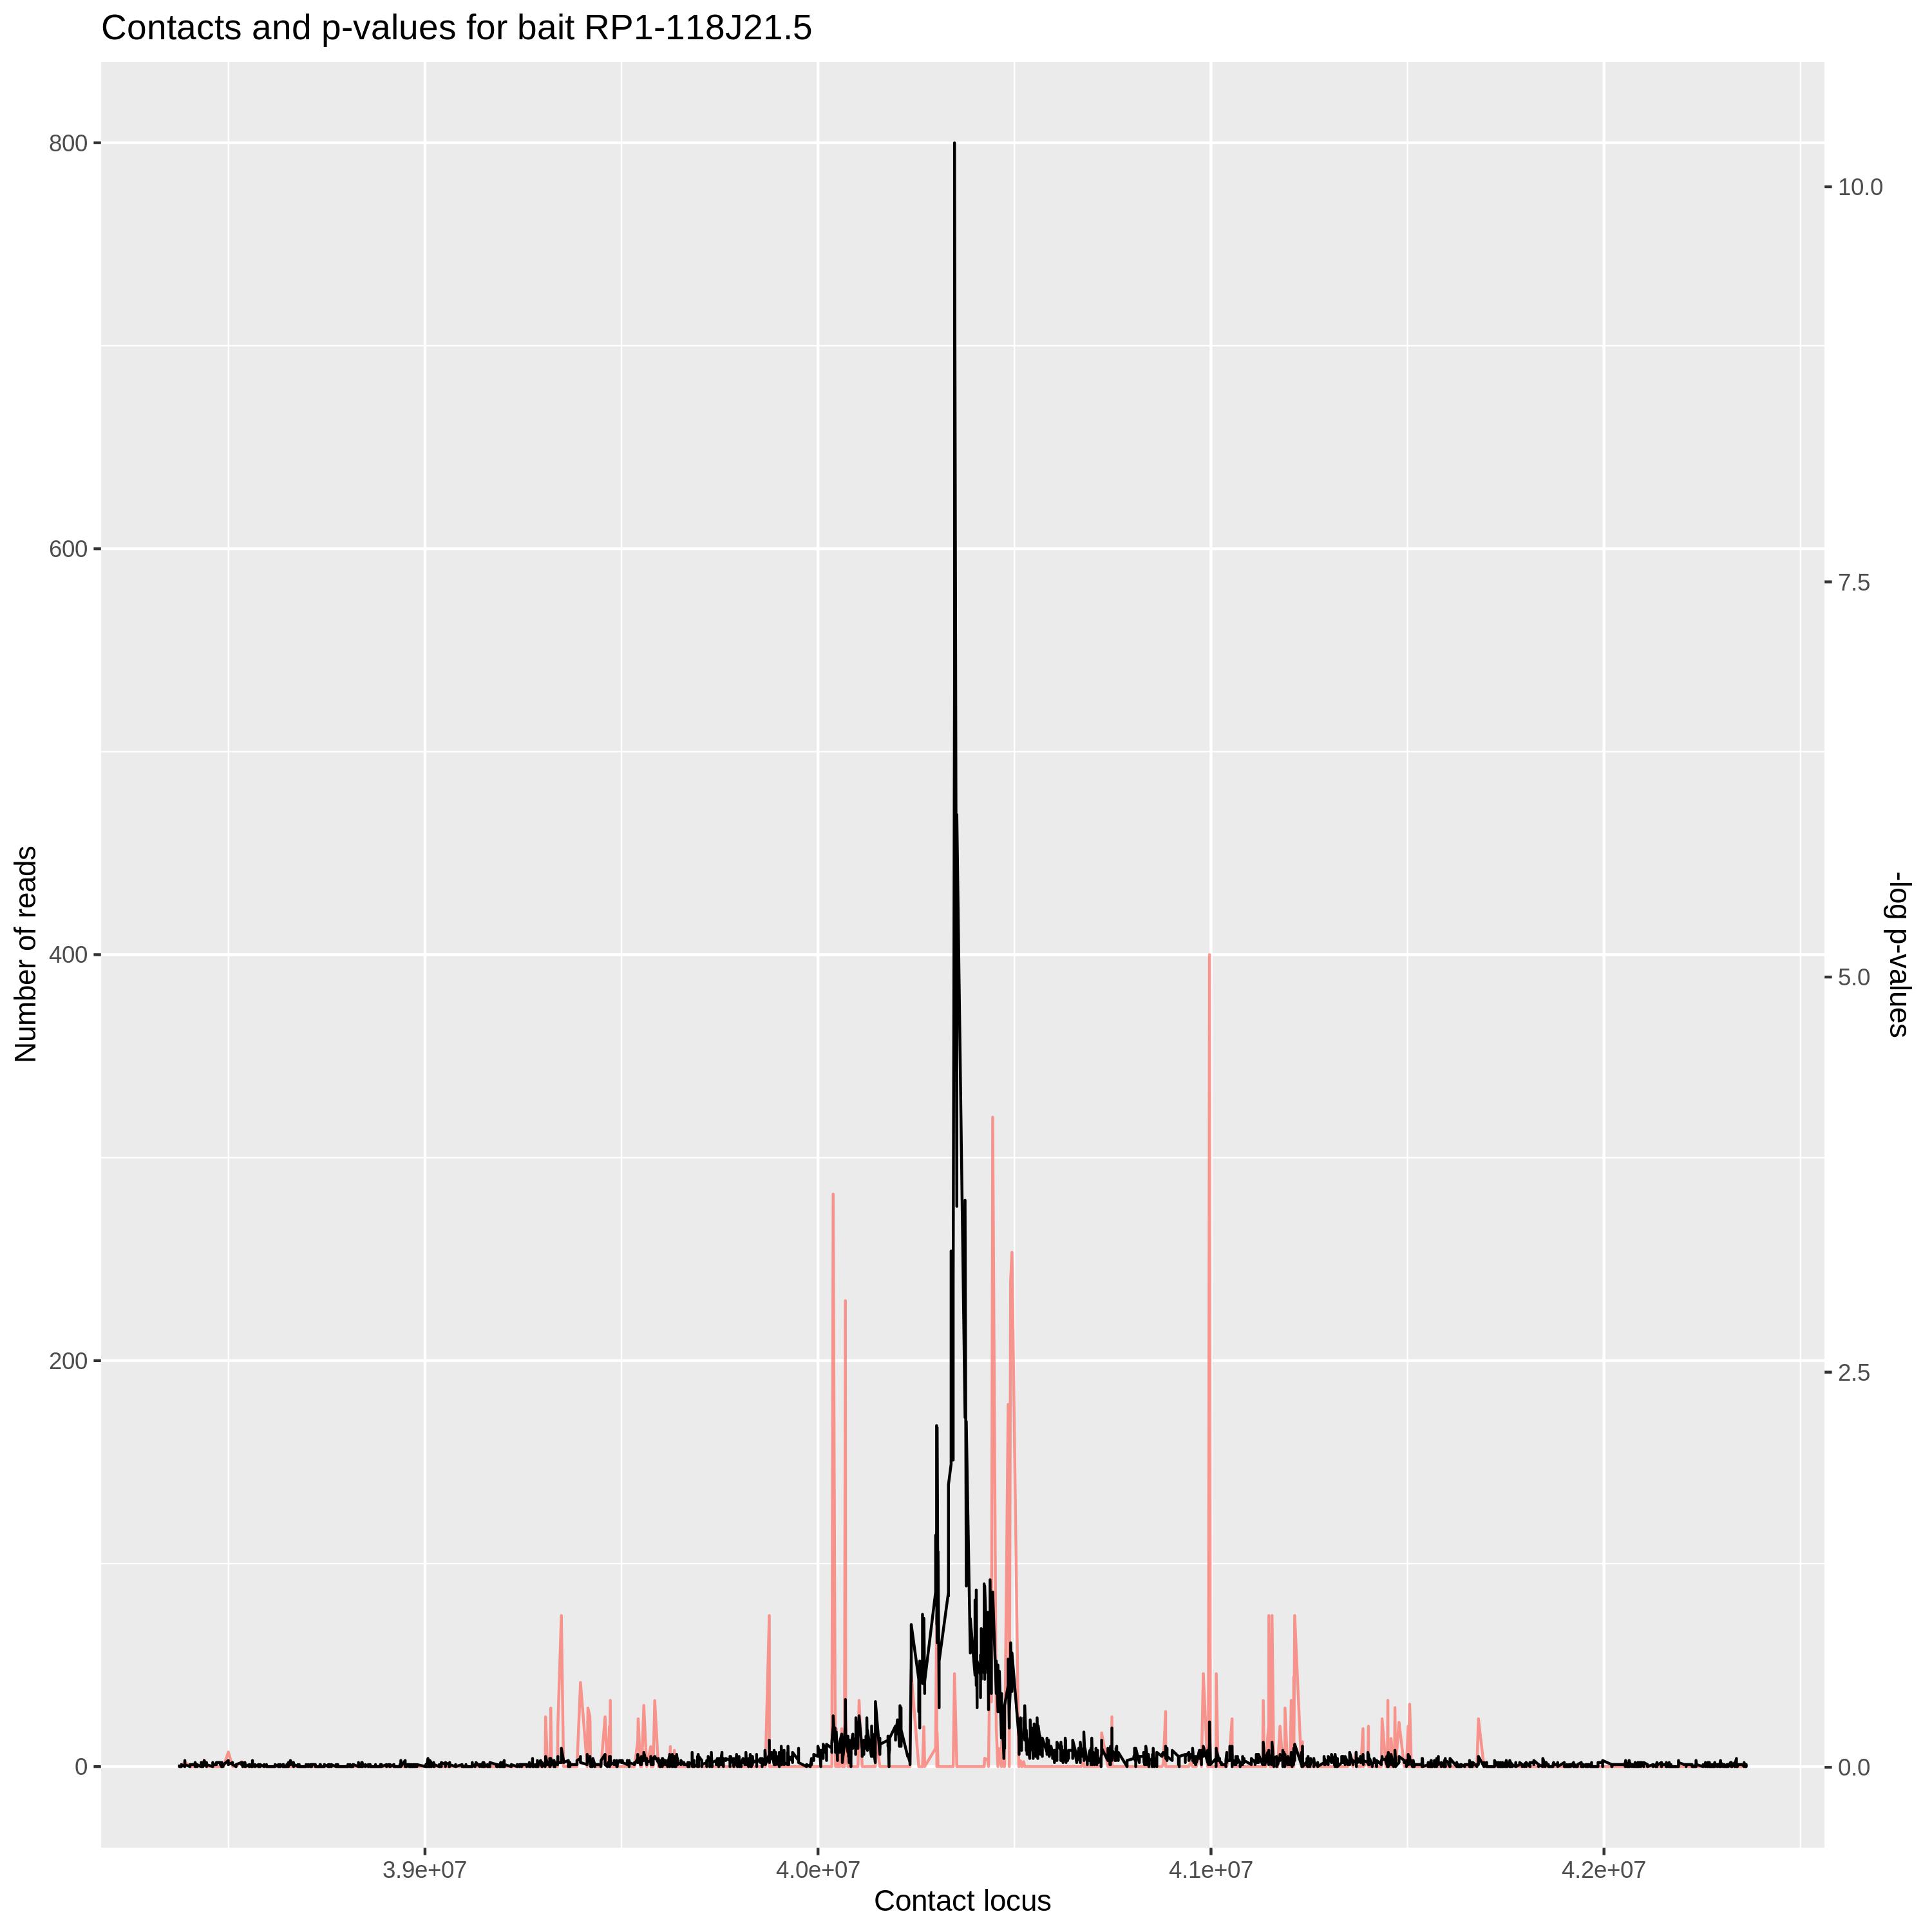 Contacts and p-values for bait RP1-118J21.5
800
600
400
200
0
Number of reads
10.0
7.5
5.0
2.5
0.0
-log p-values
3.9e+07
4.0e+07
4.1e+07
4.2e+07
Contact locus